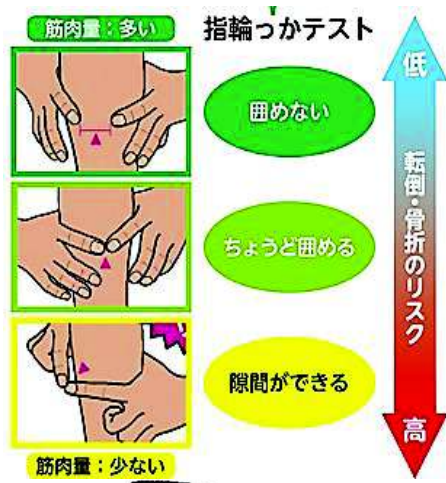 筋肉量:多い
指輪っかテスト
低
囲めない
転倒・骨折のリスク
ちょうど囲める
隙間ができる
高
筋肉量:少ない